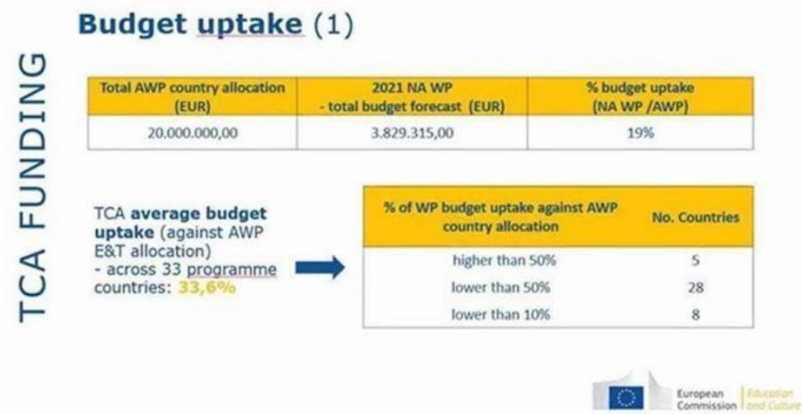 Budget uptake (1)
TCA FUNDING
Total AWP country allocation
(EUR)
2021 NA WP
- total budget forecast (EUR)
% budget uptake
(NA WP /AWP)
20.000.000,00
3.829.315,00
19%
TCA average budget
uptake (against AWP
E&T allocation)
- across 33 programme
countries: 33,6%
% of WP budget uptake against AWP
country allocation
No. Countries
higher than 50%
5
lower than 50%
28
lower than 10%
8
European
Commission
Education
and Culture